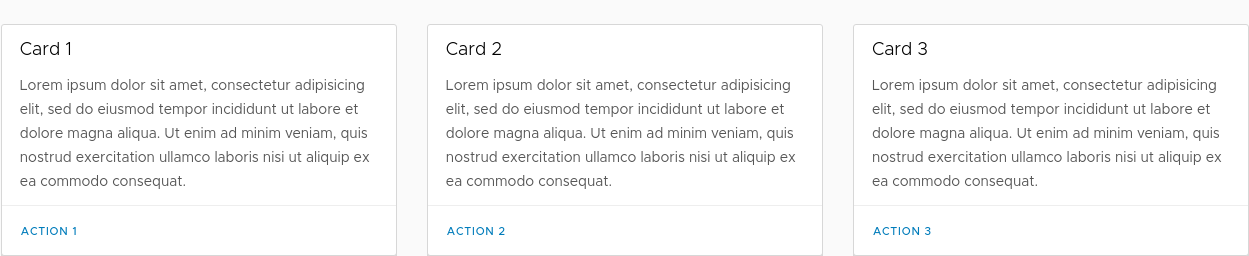 Card 1
Lorem ipsum dolor sit amet, consectetur adipisicing
elit, sed do eiusmod tempor incididunt ut labore et
dolore magna aliqua. Ut enim ad minim veniam, quis
nostrud exercitation ullamco laboris nisi ut aliquip ex
ea commodo consequat.
ACTION 1
Card 2
Lorem ipsum dolor sit amet, consectetur adipisicing
elit, sed do eiusmod tempor incididunt ut labore et
dolore magna aliqua. Ut enim ad minim veniam, quis
nostrud exercitation ullamco laboris nisi ut aliquip ex
ea commodo consequat.
ACTION 2
Card 3
Lorem ipsum dolor sit amet, consectetur adipisicing
elit, sed do eiusmod tempor incididunt ut labore et
dolore magna aliqua. Ut enim ad minim veniam, quis
nostrud exercitation ullamco laboris nisi ut aliquip ex
ea commodo consequat.
ACTION 3